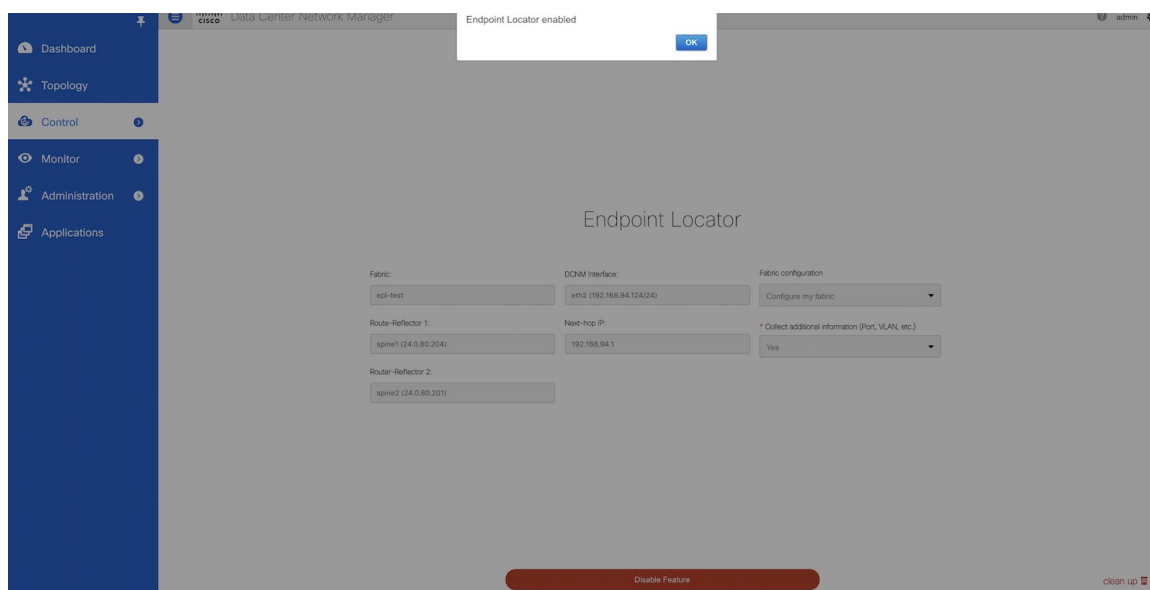 CISCO Data Center Network Manager
Endpoint Locator enabled
OK
admin
Dashboard
Topology
Control
Monitor
Administration
Applications
Endpoint Locator
Fabric:
epl-test
DCNM Interface:
eth2 (192.168.94.124/24)
Fabric configuration
Configure my fabric
Route-Reflector 1:
spine1 (24.0.80.204)
Next-hop IP:
192.168.94.1
* Collect additional information (Port, VLAN, etc.)
Yes
Router-Reflector 2:
spine2 (24.0.80.201)
Disable Feature
clean up